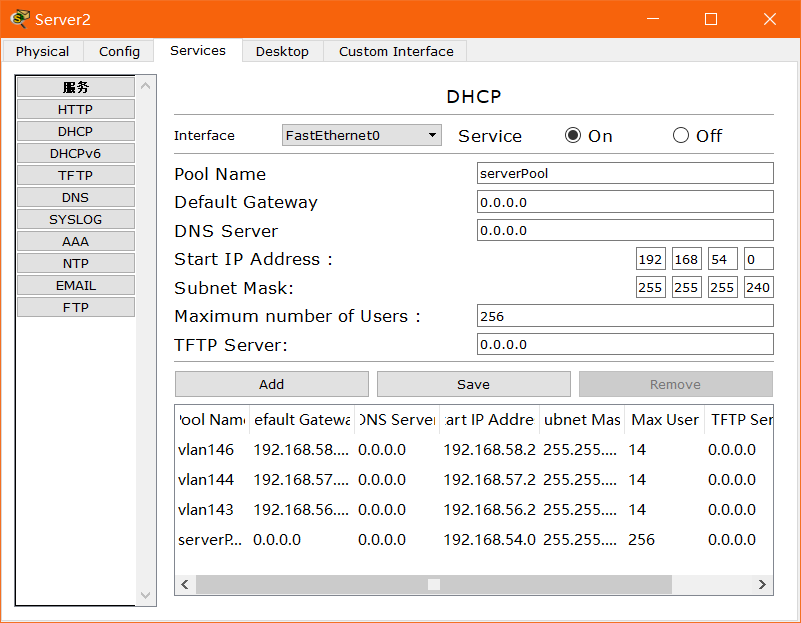 Server2
Physical Config Services Desktop Custom Interface
服务
HTTP
DHCP
DHCPv6
TFTP
DNS
SYSLOG
AAA
NTP
EMAIL
FTP
DHCP
Interface FastEthernet0 Service On Off
Pool Name serverPool
Default Gateway 0.0.0.0
DNS Server 0.0.0.0
Start IP Address : 192 168 54 0
Subnet Mask: 255 255 255 240
Maximum number of Users : 256
TFTP Server: 0.0.0.0
Add Save Remove
Pool Name efault Gatewa DNS Server tart IP Addre ubnet Mas Max User TFTP Ser
vlan146 192.168.58.... 0.0.0.0 192.168.58.2 255.255.... 14 0.0.0.0
vlan144 192.168.57.... 0.0.0.0 192.168.57.2 255.255.... 14 0.0.0.0
vlan143 192.168.56.... 0.0.0.0 192.168.56.2 255.255.... 14 0.0.0.0
serverP... 0.0.0.0 0.0.0.0 192.168.54.0 255.255.... 256 0.0.0.0